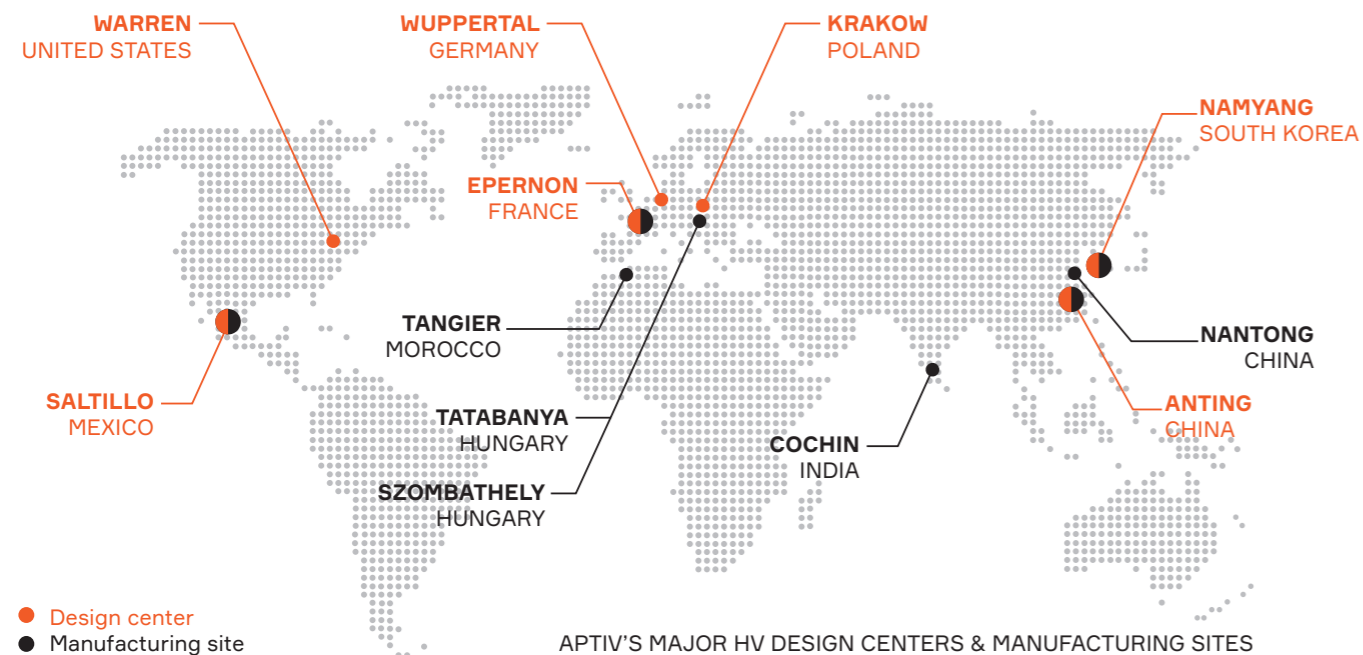 WARREN
UNITED STATES
WUPPERTAL
GERMANY
KRAKOW
POLAND
NAMYANG
SOUTH KOREA
EPERNON
FRANCE
TANGIER
MOROCCO
NANTONG
CHINA
SALTILLO
MEXICO
TATABANYA
HUNGARY
ANTING
CHINA
COCHIN
INDIA
SZOMBATHELY
HUNGARY
Design center
Manufacturing site
APTIV'S MAJOR HV DESIGN CENTERS & MANUFACTURING SITES